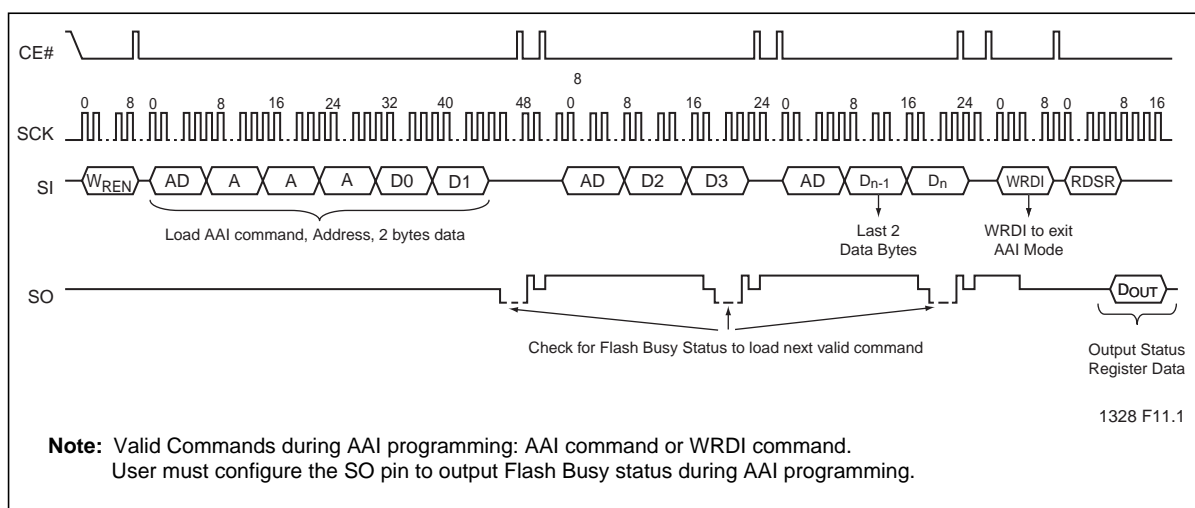 CE#
8
0 8 0 8 16 24 32 40 48 0 8 16 24 0 8 16 24 0 8 0 8 16
SCK
SI WREN AD A A A D0 D1 AD D2 D3 AD Dn-1 Dn WRDI RDSR
Load AAI command, Address, 2 bytes data
Last 2
Data Bytes
WRDI to exit
AAI Mode
SO DOUT
Check for Flash Busy Status to load next valid command
Output Status
Register Data
1328 F11.1
Note: Valid Commands during AAI programming: AAI command or WRDI command.
User must configure the SO pin to output Flash Busy status during AAI programming.